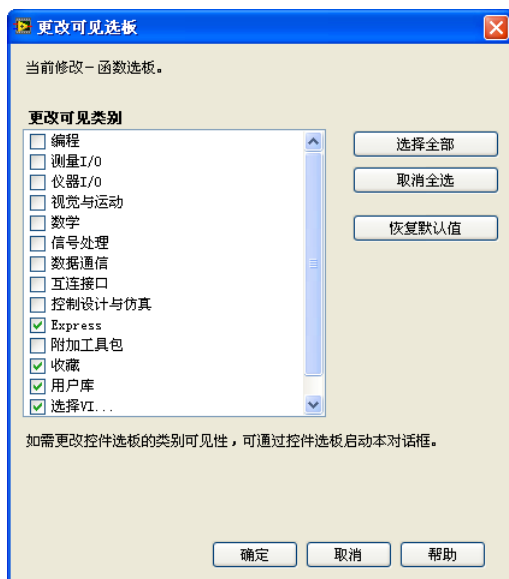 更改可见选板
当前修改－函数选板。
更改可见类别
编程
测量I/O
仪器I/O
视觉与运动
数学
信号处理
数据通信
互连接口
控制设计与仿真
Express
附加工具包
收藏
用户库
选择VI...
选择全部
取消全选
恢复默认值
如需更改控件选板的类别可见性，可通过控件选板启动本对话框。
确定
取消
帮助